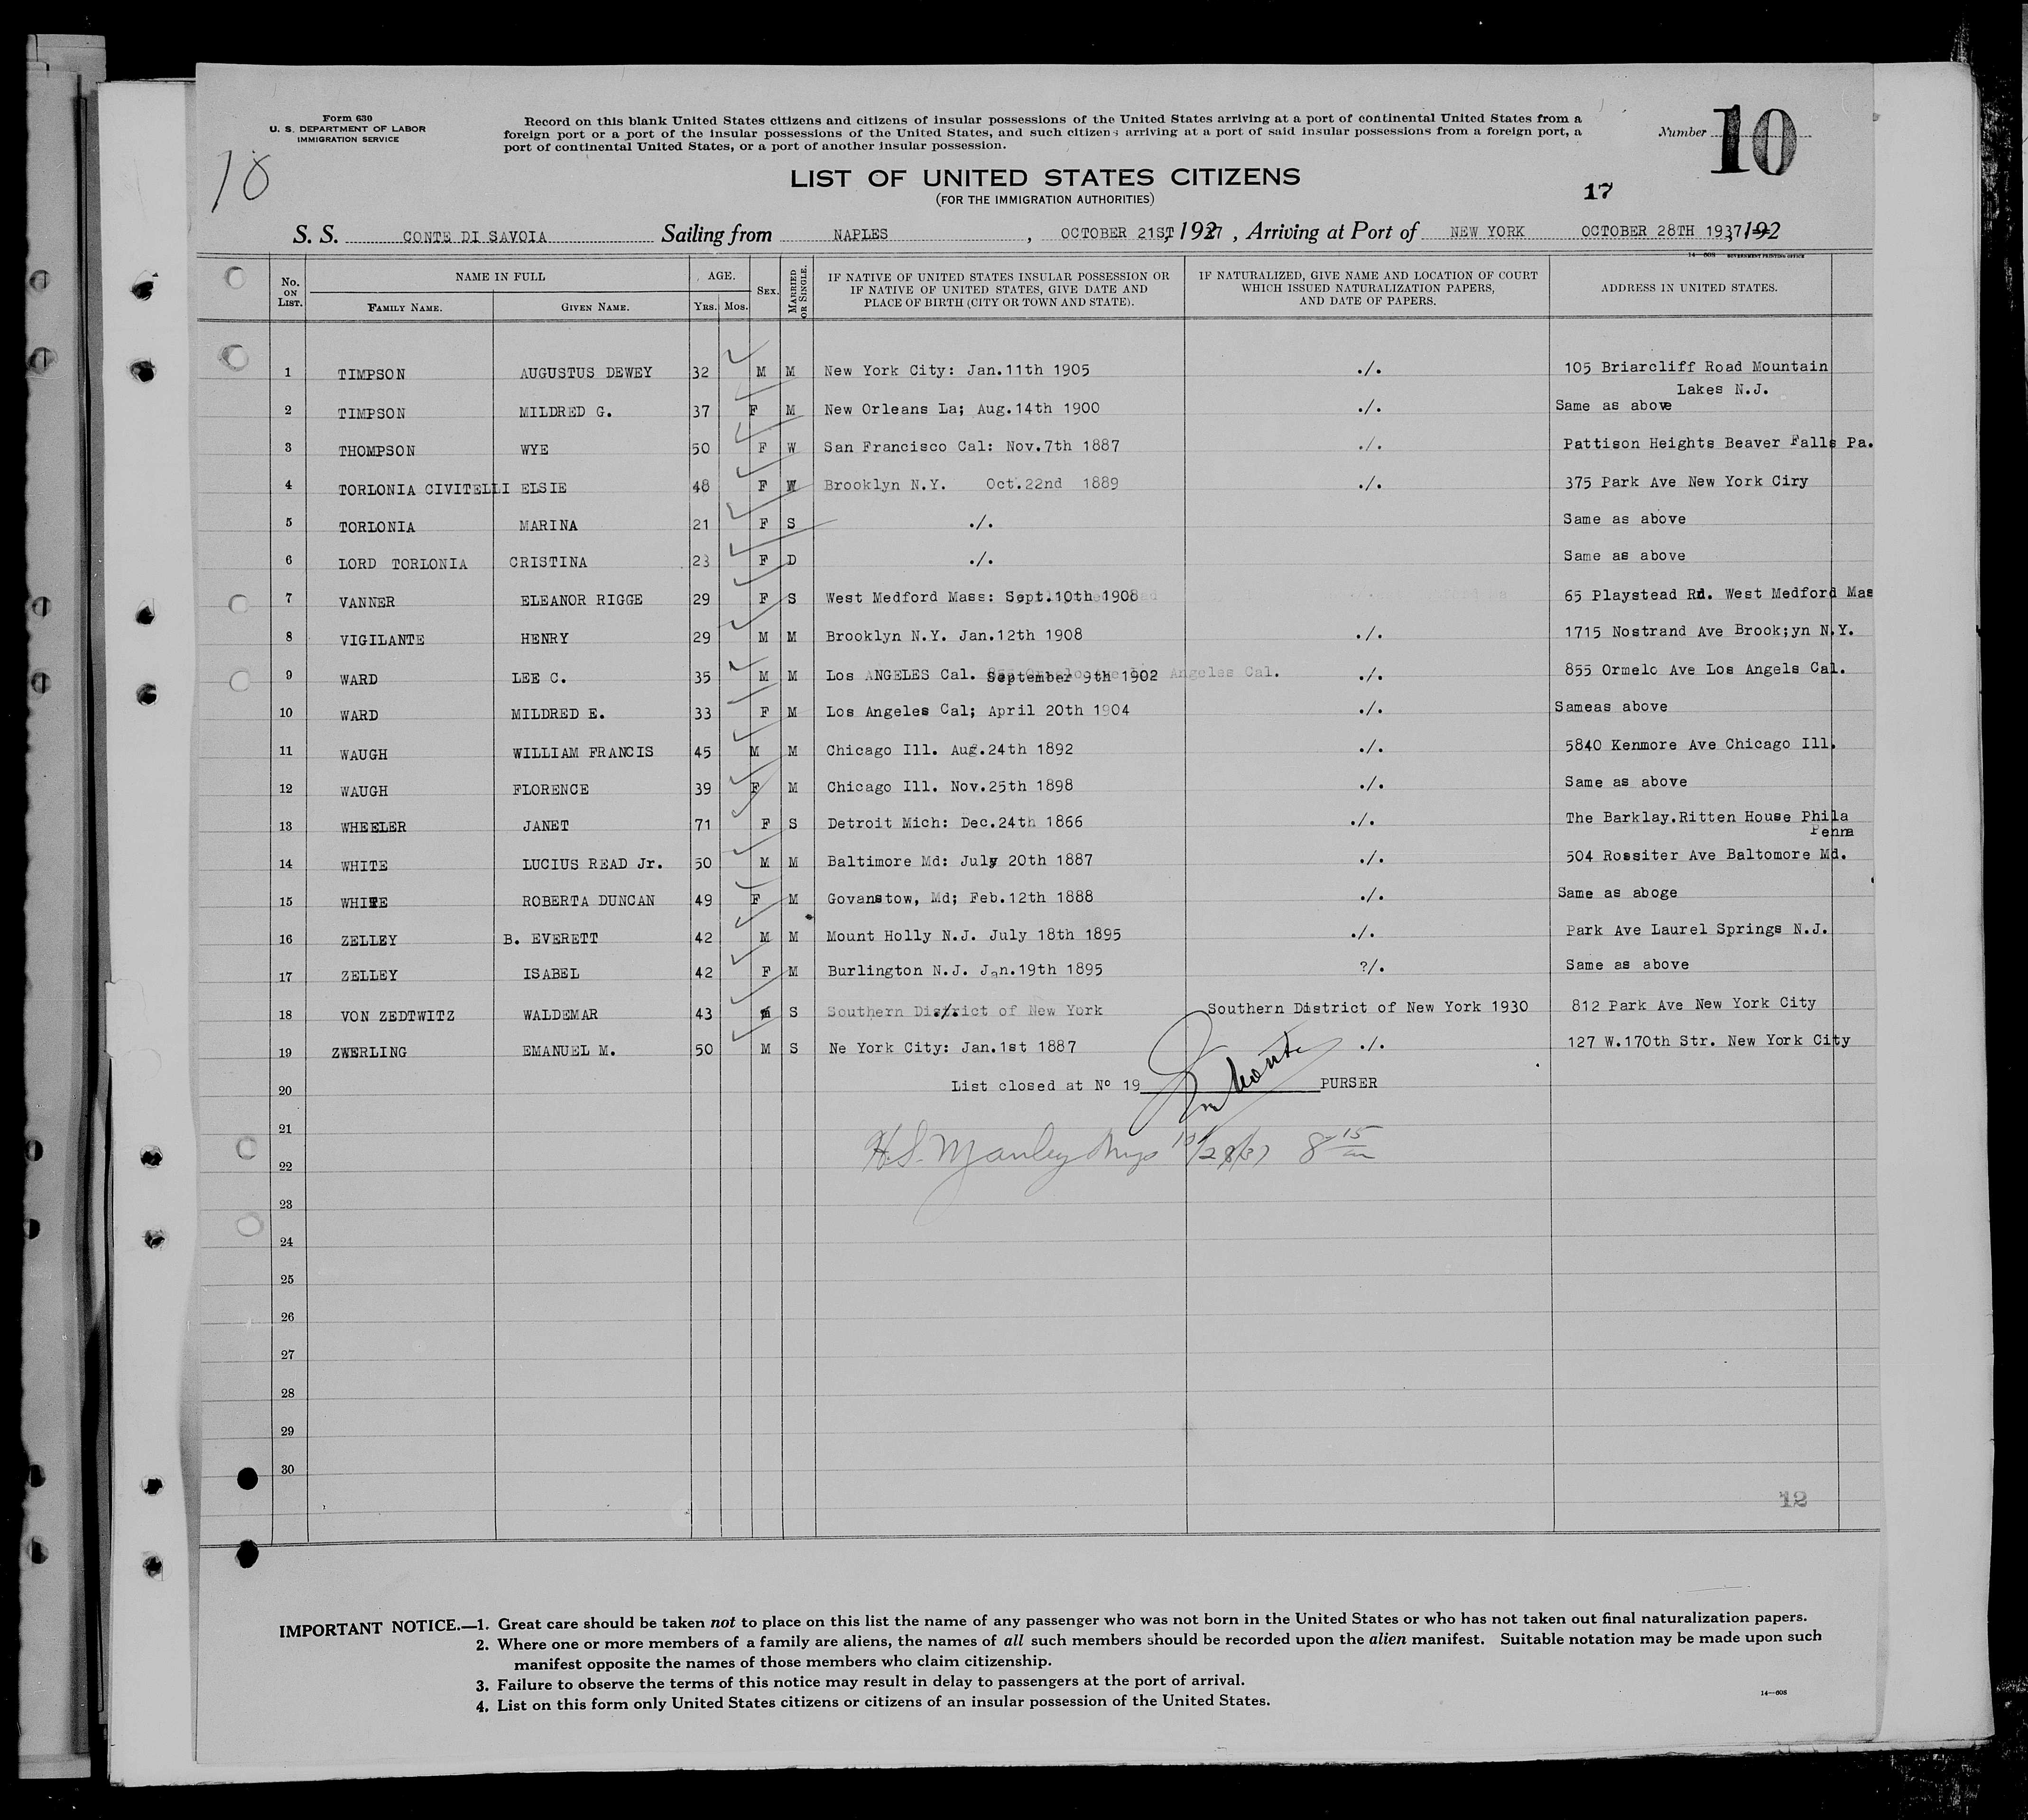 Form 630
U. S. DEPARTMENT OF LABOR
IMMIGRATION SERVICE
Record on this blank United States citizens and citizens of insular possessions of the United States arriving at a port of continental United States from a
foreign port or a port of the insular possessions of the United States, and such citizens arriving at a port of said insular possessions from a foreign port, a
port of continental United States, or a port of another insular possession.
Number 10
18
LIST OF UNITED STATES CITIZENS
(FOR THE IMMIGRATION AUTHORITIES)
17
S. S. CONTE DI SAVOIA Sailing from NAPLES, OCTOBER 21ST, 1927, Arriving at Port of NEW YORK OCTOBER 28TH 1937, 192
14—608 GOVERNMENT PRINTING OFFICE
No. ON LIST. NAME IN FULL FAMILY NAME. GIVEN NAME. AGE. YRS. MOS. SEX. MARRIED OR SINGLE. IF NATIVE OF UNITED STATES INSULAR POSSESSION OR IF NATIVE OF UNITED STATES, GIVE DATE AND PLACE OF BIRTH (CITY OR TOWN AND STATE). IF NATURALIZED, GIVE NAME AND LOCATION OF COURT WHICH ISSUED NATURALIZATION PAPERS, AND DATE OF PAPERS. ADDRESS IN UNITED STATES.
1 TIMPSON AUGUSTUS DEWEY 32 M M New York City: Jan.11th 1905 ./. 105 Briarcliff Road Mountain
Lakes N.J.
2 TIMPSON MILDRED G. 37 F M New Orleans La; Aug.14th 1900 ./. Same as above
3 THOMPSON WYE 50 F W San Francisco Cal: Nov.7th 1887 ./. Pattison Heights Beaver Falls Pa.
4 TORLONIA CIVITELLI ELSIE 48 F W Brooklyn N.Y. Oct.22nd 1889 ./. 375 Park Ave New York Ciry
5 TORLONIA MARINA 21 F S ./. Same as above
6 LORD TORLONIA CRISTINA 23 F D ./. Same as above
7 VANNER ELEANOR RIGGE 29 F S West Medford Mass: Sept.10th 1908 65 Playstead Rd. West Medford Mas
8 VIGILANTE HENRY 29 M M Brooklyn N.Y. Jan.12th 1908 ./. 1715 Nostrand Ave Brook;yn N.Y.
9 WARD LEE C. 35 M M Los ANGELES Cal. September 9th 1902 Angeles Cal. ./. 855 Ormelo Ave Los Angels Cal.
10 WARD MILDRED E. 33 F M Los Angeles Cal; April 20th 1904 ./. Sameas above
11 WAUGH WILLIAM FRANCIS 45 M M Chicago Ill. Aug.24th 1892 ./. 5840 Kenmore Ave Chicago Ill.
12 WAUGH FLORENCE 39 F M Chicago Ill. Nov.25th 1898 ./. Same as above
13 WHEELER JANET 71 F S Detroit Mich: Dec.24th 1866 ./. The Barklay.Ritten House Phila
Penna
14 WHITE LUCIUS READ Jr. 50 M M Baltimore Md: July 20th 1887 ./. 504 Rossiter Ave Baltomore Md.
15 WHITE ROBERTA DUNCAN 49 F M Govanstow, Md; Feb.12th 1888 ./. Same as aboge
16 ZELLEY B. EVERETT 42 M M Mount Holly N.J. July 18th 1895 ./. Park Ave Laurel Springs N.J.
17 ZELLEY ISABEL 42 F M Burlington N.J. Jan.19th 1895 ?/. Same as above
18 VON ZEDTWITZ WALDEMAR 43 M S Southern District of New York ./. Southern District of New York 1930 812 Park Ave New York City
19 ZWERLING EMANUEL M. 50 M S Ne York City: Jan.1st 1887 ./. 127 W.170th Str. New York City
20 List closed at No 19 PURSER
21
H.S. Manley 10/28/37 8 15 am
22
23
24
25
26
27
28
29
30
12
IMPORTANT NOTICE.—1. Great care should be taken not to place on this list the name of any passenger who was not born in the United States or who has not taken out final naturalization papers.
2. Where one or more members of a family are aliens, the names of all such members should be recorded upon the alien manifest. Suitable notation may be made upon such
manifest opposite the names of those members who claim citizenship.
3. Failure to observe the terms of this notice may result in delay to passengers at the port of arrival.
4. List on this form only United States citizens or citizens of an insular possession of the United States.
14—608